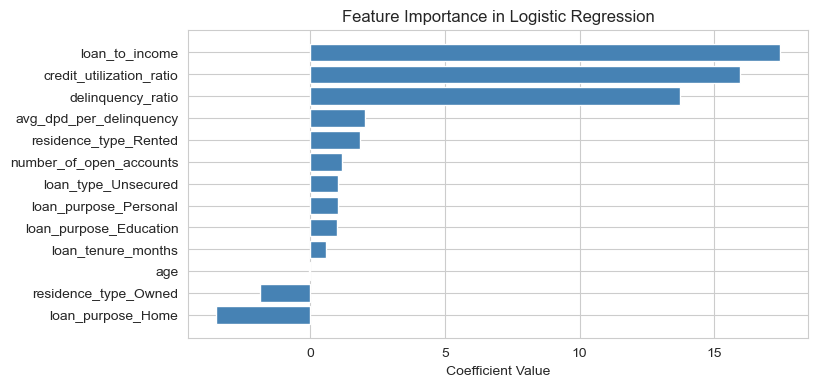 Feature Importance in Logistic Regression
loan_to_income
credit_utilization_ratio
delinquency_ratio
avg_dpd_per_delinquency
residence_type_Rented
number_of_open_accounts
loan_type_Unsecured
loan_purpose_Personal
loan_purpose_Education
loan_tenure_months
age
residence_type_Owned
loan_purpose_Home
0 5 10 15
Coefficient Value